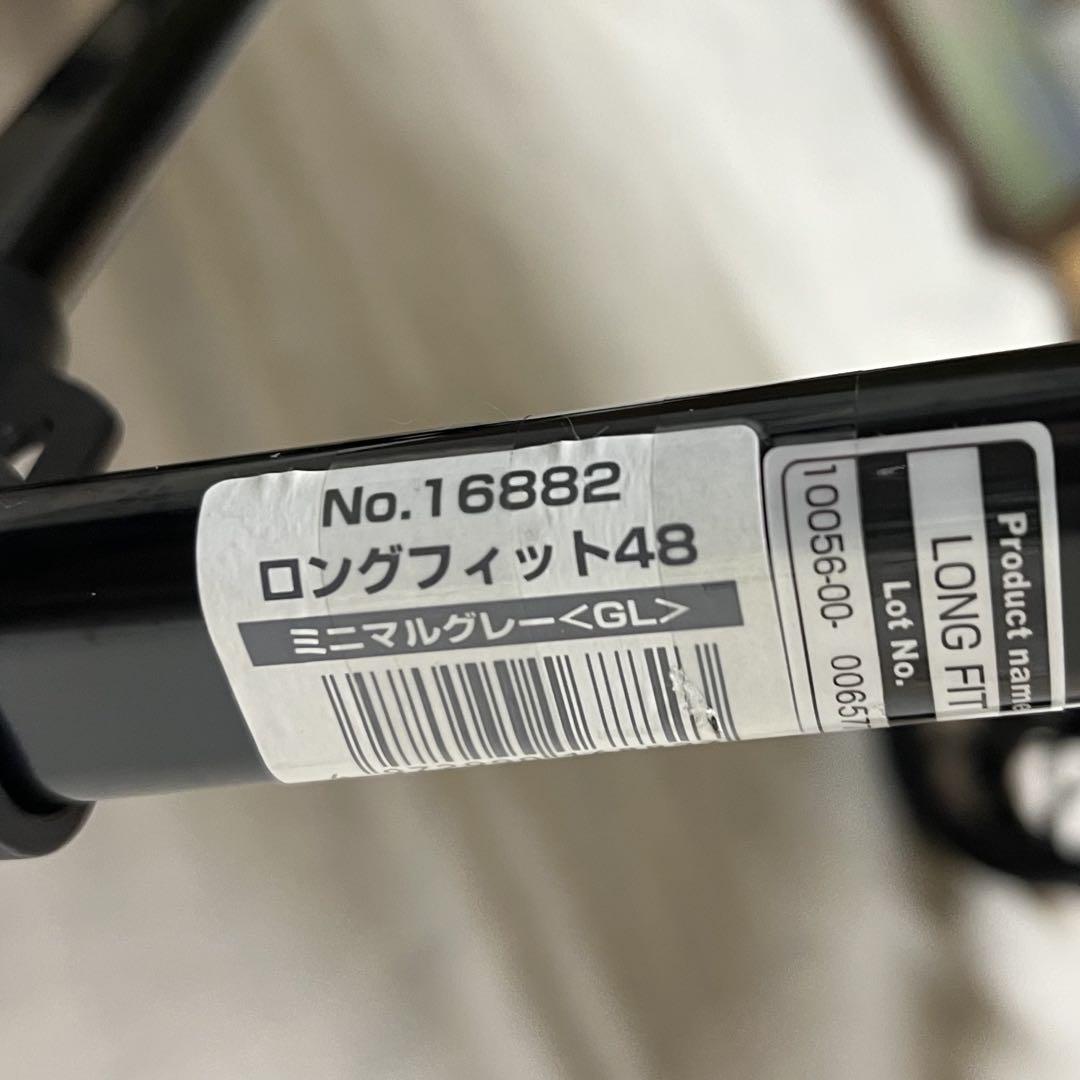 No.16882
ロングフィット48
ミニマルグレー<GL>
Product name
LONG FIT
Lot No.
10056-00- 00657